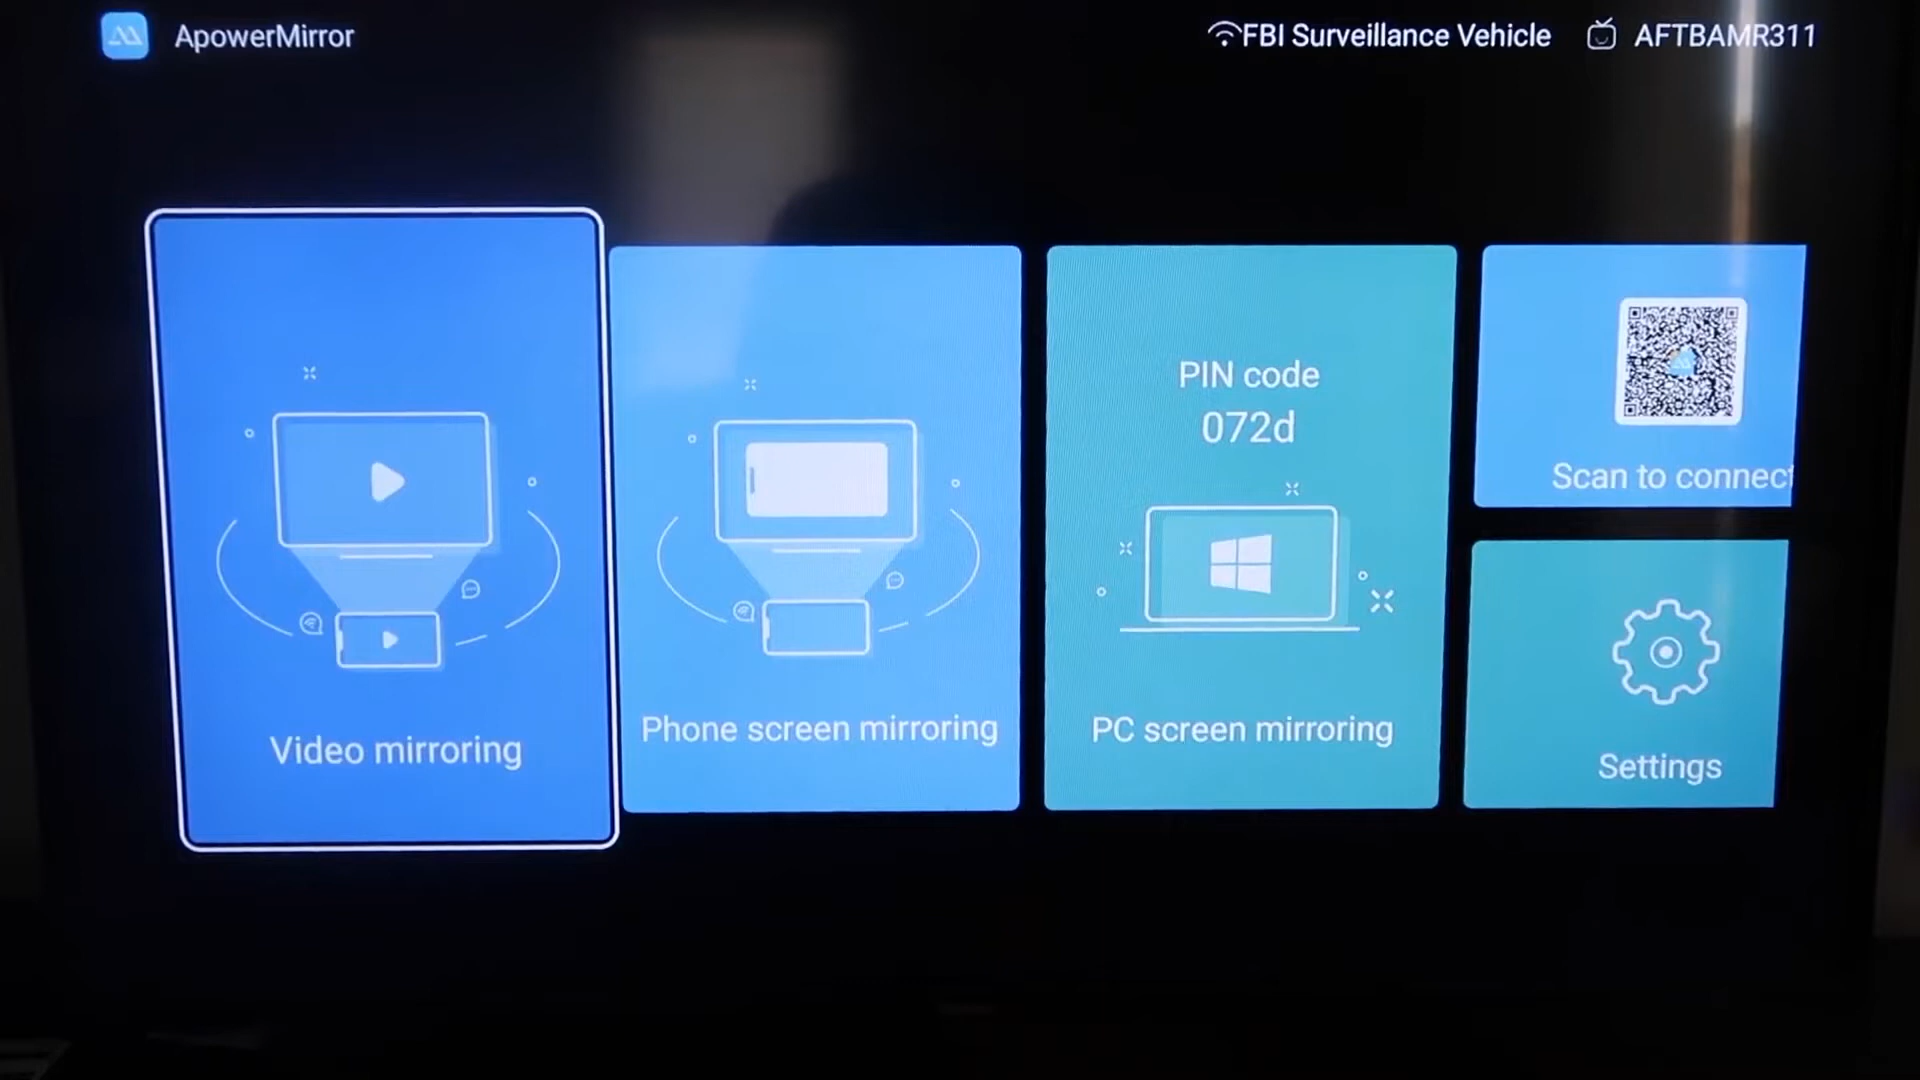 ApowerMirror
FBI Surveillance Vehicle
AFTBAMR311
Video mirroring
Phone screen mirroring
PIN code
072d
PC screen mirroring
Scan to connect
Settings